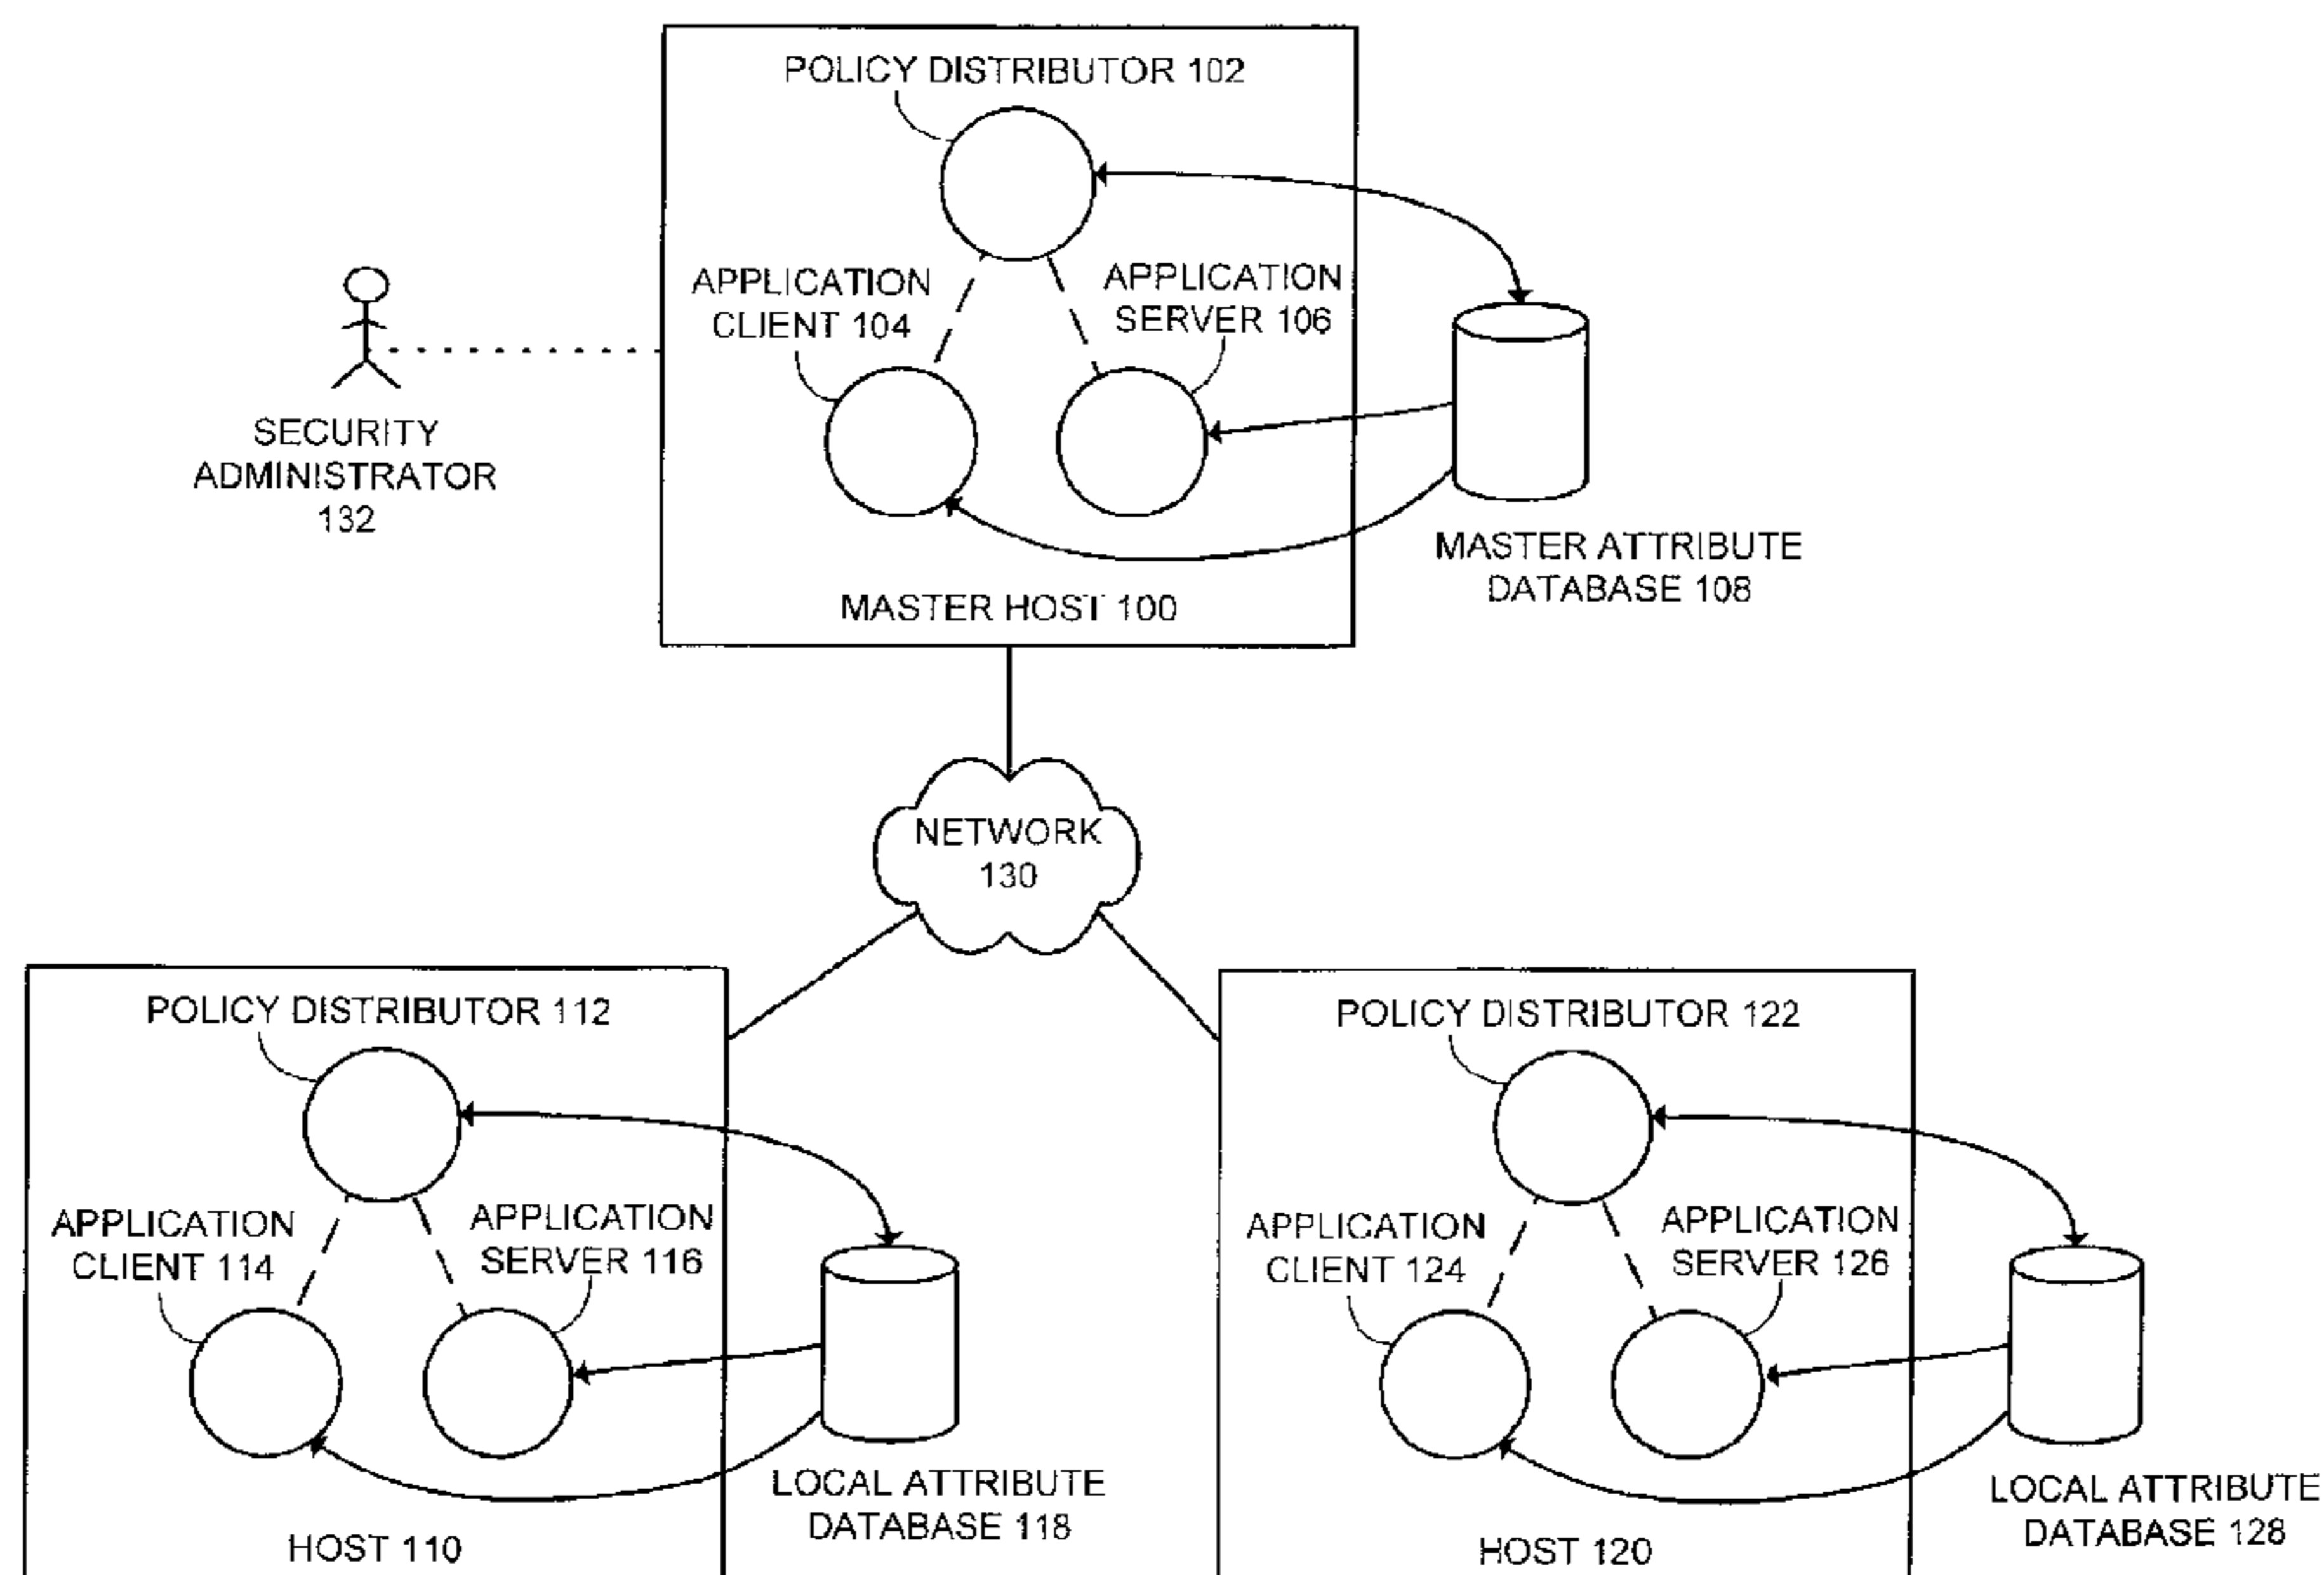 POLICY DISTRIBUTOR 102
APPLICATION
CLIENT 104
APPLICATION
SERVER 106
SECURITY
ADMINISTRATOR
132
MASTER ATTRIBUTE
DATABASE 108
MASTER HOST 100
NETWORK
130
POLICY DISTRIBUTOR 112
APPLICATION
CLIENT 114
APPLICATION
SERVER 116
LOCAL ATTRIBUTE
DATABASE 118
HOST 110
POLICY DISTRIBUTOR 122
APPLICATION
CLIENT 124
APPLICATION
SERVER 126
LOCAL ATTRIBUTE
DATABASE 128
HOST 120